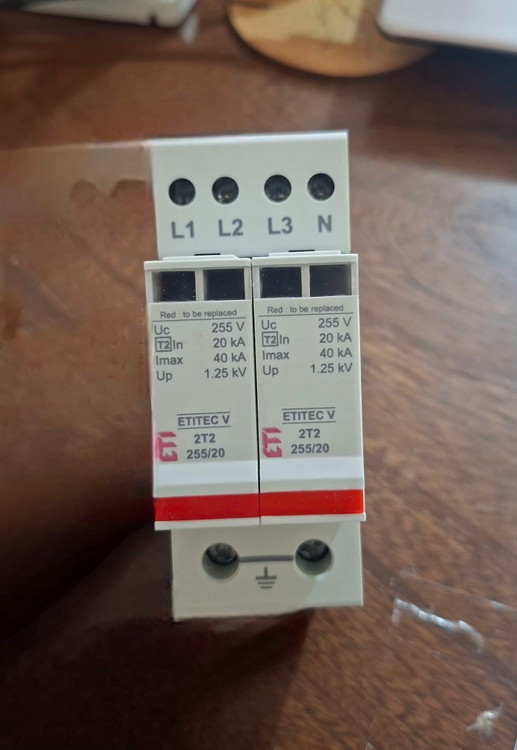 L1 L2 L3 N
Red : to be replaced
Uc 255 V
T2 In 20 kA
Imax 40 kA
Up 1.25 kV
ETITEC V
2T2
255/20
Red : to be replaced
Uc 255 V
T2 In 20 kA
Imax 40 kA
Up 1.25 kV
ETITEC V
2T2
255/20